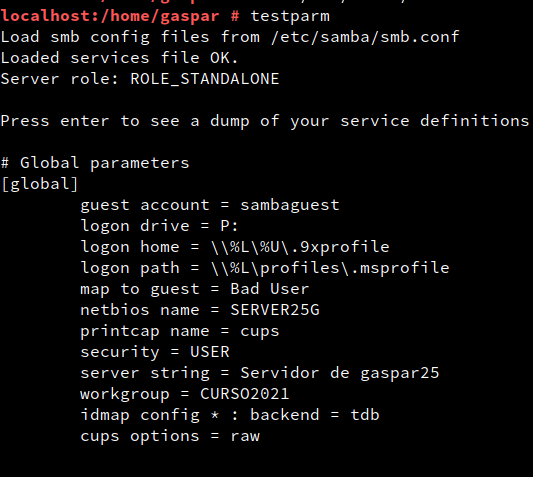 localhost:/home/gaspar # testparm
Load smb config files from /etc/samba/smb.conf
Loaded services file OK.
Server role: ROLE_STANDALONE
Press enter to see a dump of your service definitions
# Global parameters
[global]
guest account = sambaguest
logon drive = P:
logon home = \\%L\%U\.9xprofile
logon path = \\%L\profiles\.msprofile
map to guest = Bad User
netbios name = SERVER25G
printcap name = cups
security = USER
server string = Servidor de gaspar25
workgroup = CURSO2021
idmap config * : backend = tdb
cups options = raw